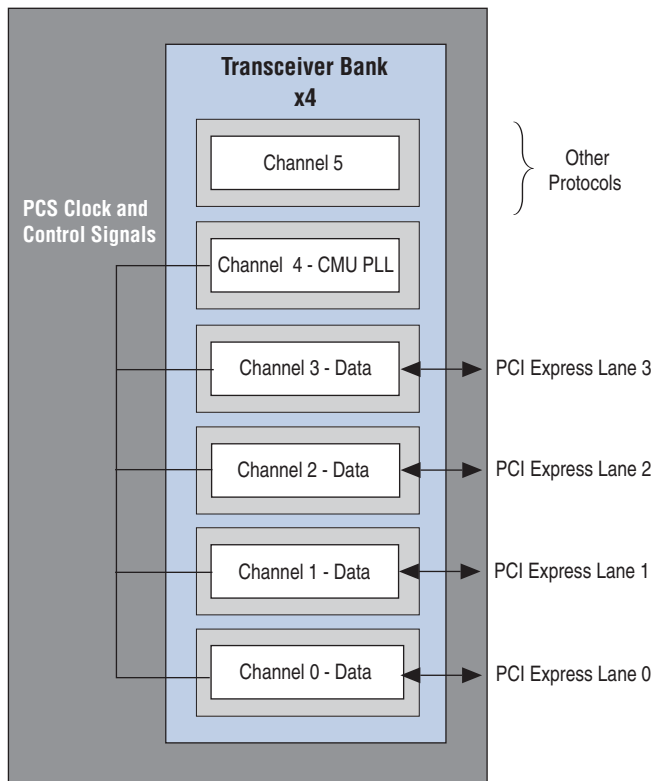 Transceiver Bank
x4
Channel 5
Other
Protocols
PCS Clock and
Control Signals
Channel 4 - CMU PLL
Channel 3 - Data
PCI Express Lane 3
Channel 2 - Data
PCI Express Lane 2
Channel 1 - Data
PCI Express Lane 1
Channel 0 - Data
PCI Express Lane 0